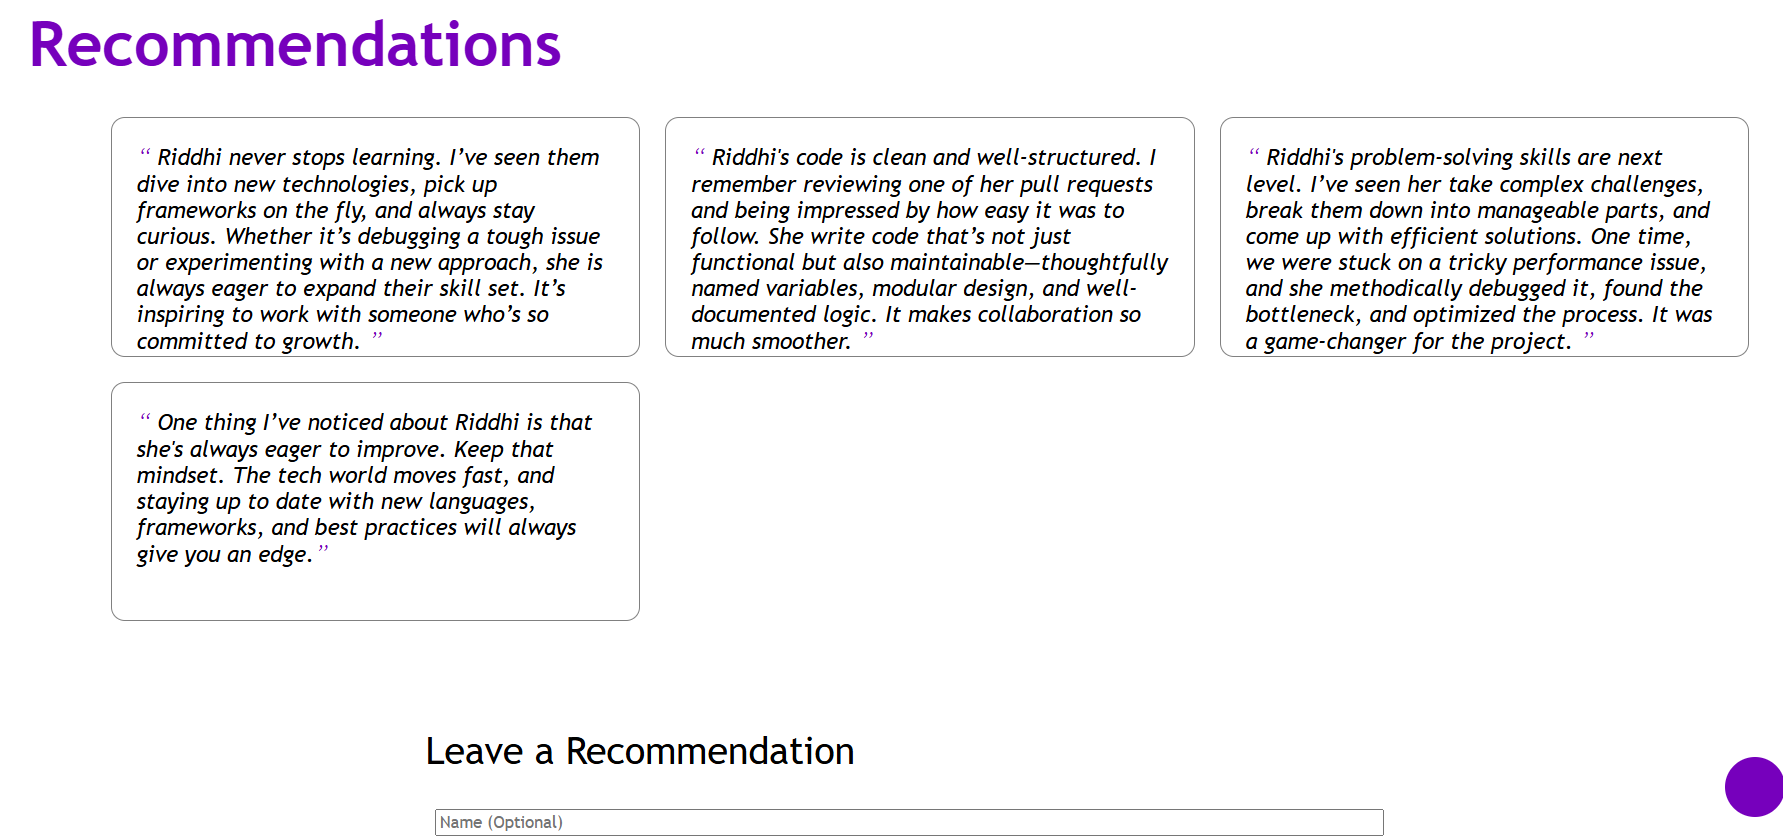 Recommendations
“ Riddhi never stops learning. I’ve seen them
dive into new technologies, pick up
frameworks on the fly, and always stay
curious. Whether it’s debugging a tough issue
or experimenting with a new approach, she is
always eager to expand their skill set. It’s
inspiring to work with someone who’s so
committed to growth. ”
“ Riddhi's code is clean and well-structured. I
remember reviewing one of her pull requests
and being impressed by how easy it was to
follow. She write code that’s not just
functional but also maintainable—thoughtfully
named variables, modular design, and well-
documented logic. It makes collaboration so
much smoother. ”
“ Riddhi's problem-solving skills are next
level. I’ve seen her take complex challenges,
break them down into manageable parts, and
come up with efficient solutions. One time,
we were stuck on a tricky performance issue,
and she methodically debugged it, found the
bottleneck, and optimized the process. It was
a game-changer for the project. ”
“ One thing I’ve noticed about Riddhi is that
she's always eager to improve. Keep that
mindset. The tech world moves fast, and
staying up to date with new languages,
frameworks, and best practices will always
give you an edge.”
Leave a Recommendation
Name (Optional)